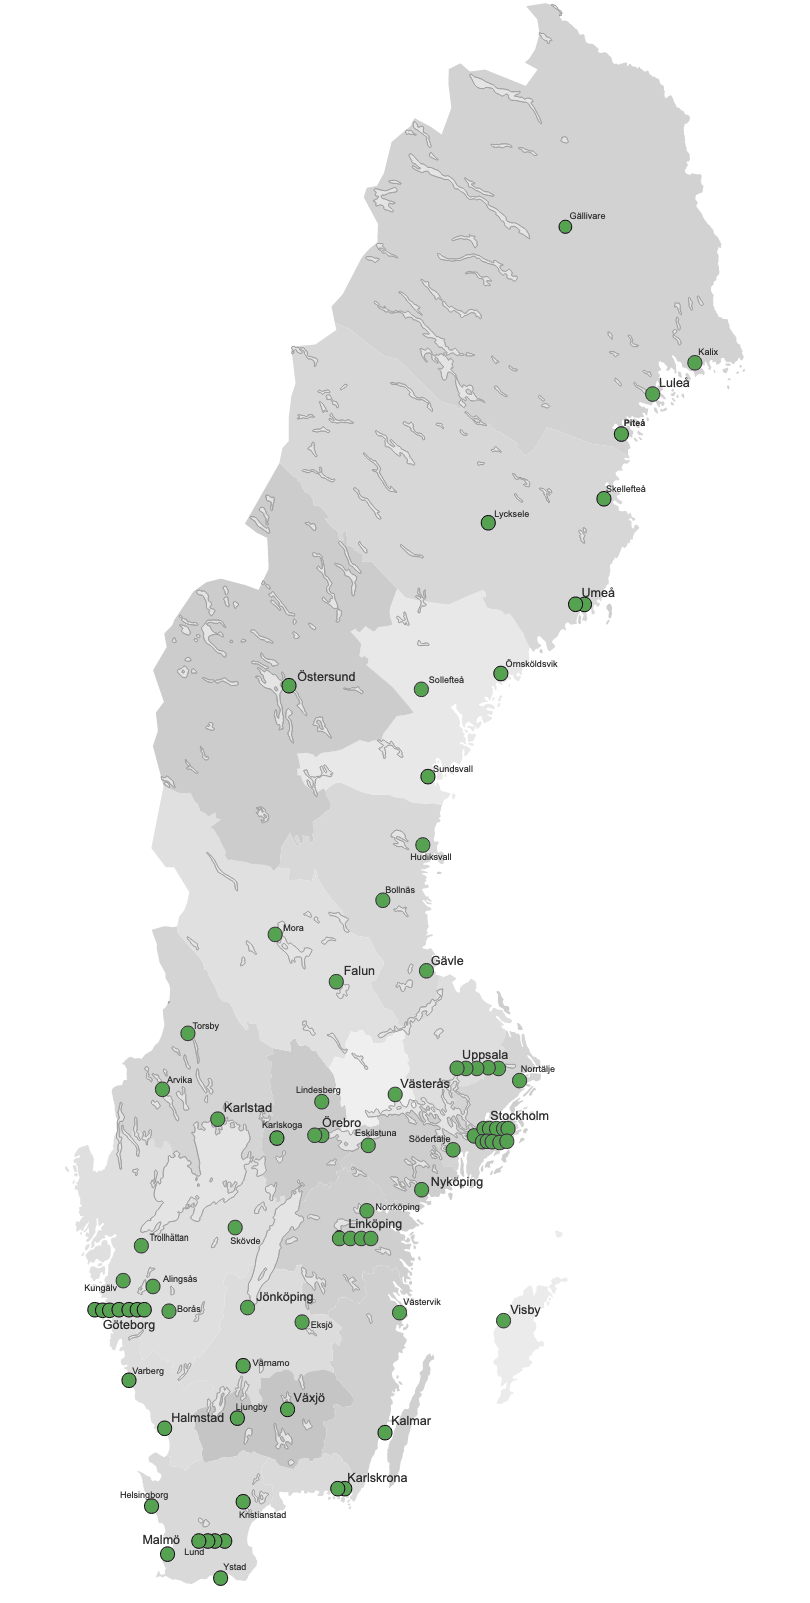 Gällivare
Kalix
Luleå
Piteå
Skellefteå
Lycksele
Umeå
Örnsköldsvik
Östersund
Sollefteå
Sundsvall
Hudiksvall
Bollnäs
Mora
Gävle
Falun
Torsby
Uppsala
Norrtälje
Arvika
Västerås
Lindesberg
Karlstad
Stockholm
Örebro
Karlskoga
Eskilstuna
Södertälje
Nyköping
Norrköping
Linköping
Trollhättan
Skövde
Alingsås
Kungälv
Jönköping
Västervik
Borås
Visby
Göteborg
Eksjö
Värnamo
Varberg
Växjö
Ljungby
Halmstad
Kalmar
Karlskrona
Helsingborg
Kristianstad
Malmö
Lund
Ystad